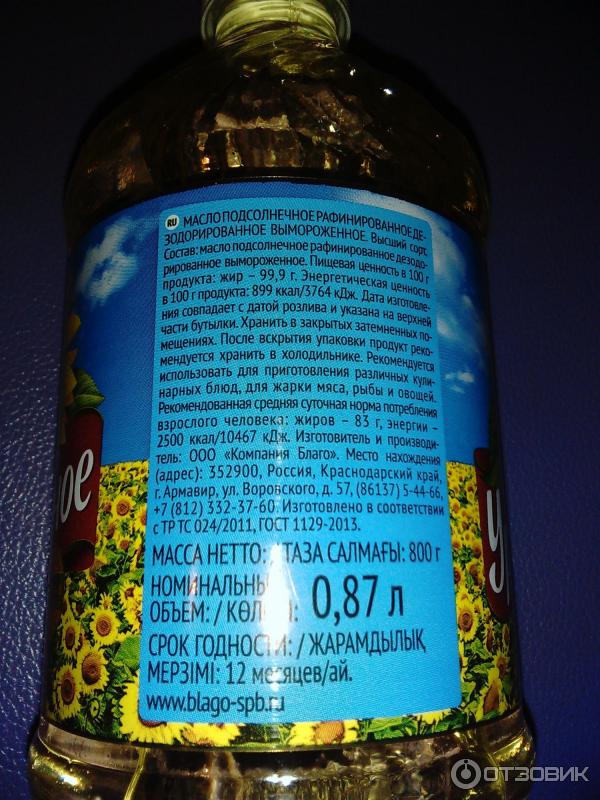 RU МАСЛО ПОДСОЛНЕЧНОЕ РАФИНИРОВАННОЕ ДЕ-
ЗОДОРИРОВАННОЕ ВЫМОРОЖЕННОЕ. Высший сорт.
Состав: масло подсолнечное рафинированное дезодо-
рированное вымороженное. Пищевая ценность в 100 г
продукта: жир – 99,9 г. Энергетическая ценность
в 100 г продукта: 899 ккал/3764 кДж. Дата изготовле-
ния совпадает с датой розлива и указана на верхней
части бутылки. Хранить в закрытых затемненных по-
мещениях. После вскрытия упаковки продукт реко-
мендуется хранить в холодильнике. Рекомендуется
использовать для приготовления различных кули-
нарных блюд, для жарки мяса, рыбы и овощей.
Рекомендованная средняя суточная норма потребления
взрослого человека: жиров – 83 г, энергии –
2500 ккал/10467 кДж. Изготовитель и производи-
тель: ООО «Компания Благо». Место нахождения
(адрес): 352900, Россия, Краснодарский край,
г. Армавир, ул. Воровского, д. 57, (86137) 5-44-66,
+7 (812) 332-37-60. Изготовлено в соответствии
с ТР ТС 024/2011, ГОСТ 1129-2013.
МАССА НЕТТО: ТАЗА САЛМАҒЫ: 800 г
НОМИНАЛЬНЫ
ОБЪЕМ: / КӨЛ : 0,87 л
СРОК ГОДНОСТИ: / ЖАРАМДЫЛЫҚ
МЕРЗІМІ: 12 месяцев/ай.
www.blago-spb.ru
ое
ОТЗОВИК